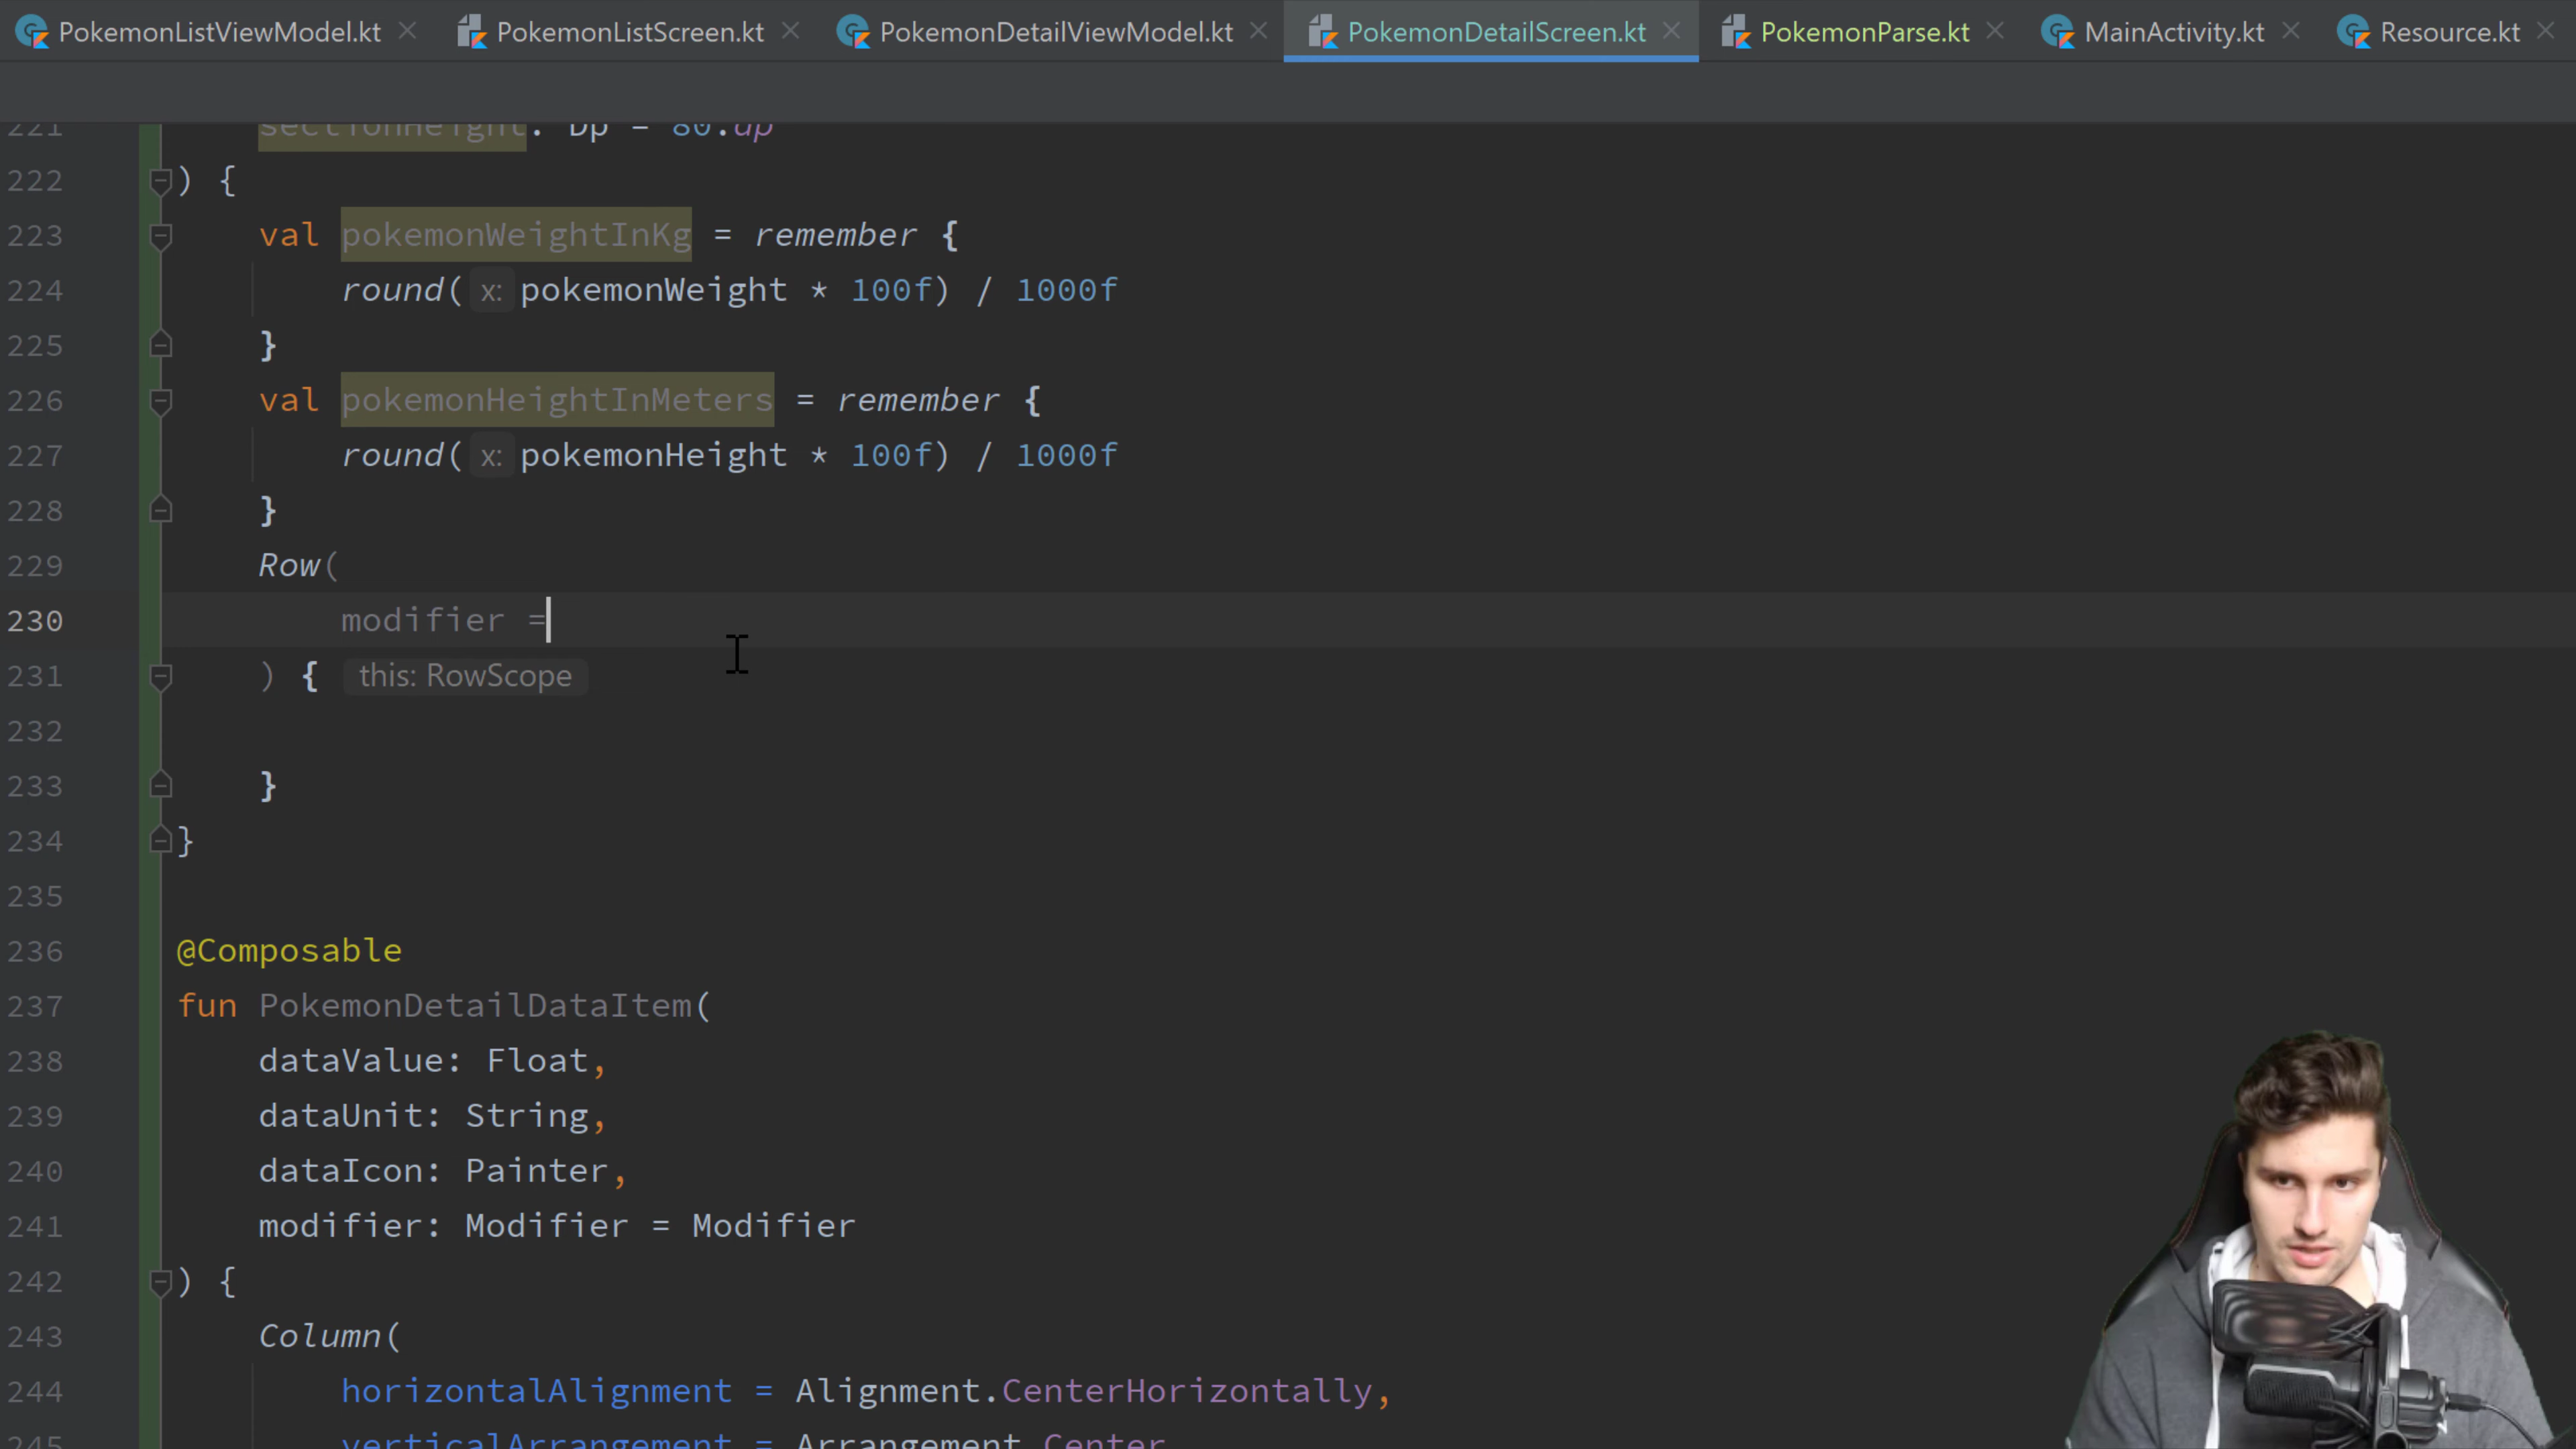 PokemonListViewModel.kt PokemonListScreen.kt PokemonDetailViewModel.kt PokemonDetailScreen.kt PokemonParse.kt MainActivity.kt Resource.kt
221 sectionHeight: Dp = 80.dp
222 ) {
223 val pokemonWeightInKg = remember {
224 round( x: pokemonWeight * 100f) / 1000f
225 }
226 val pokemonHeightInMeters = remember {
227 round( x: pokemonHeight * 100f) / 1000f
228 }
229 Row(
230 modifier =
231 ) { this: RowScope
232
233 }
234 }
235
236 @Composable
237 fun PokemonDetailDataItem(
238 dataValue: Float,
239 dataUnit: String,
240 dataIcon: Painter,
241 modifier: Modifier = Modifier
242 ) {
243 Column(
244 horizontalAlignment = Alignment.CenterHorizontally,
245 verticalArrangement = Arrangement.Center